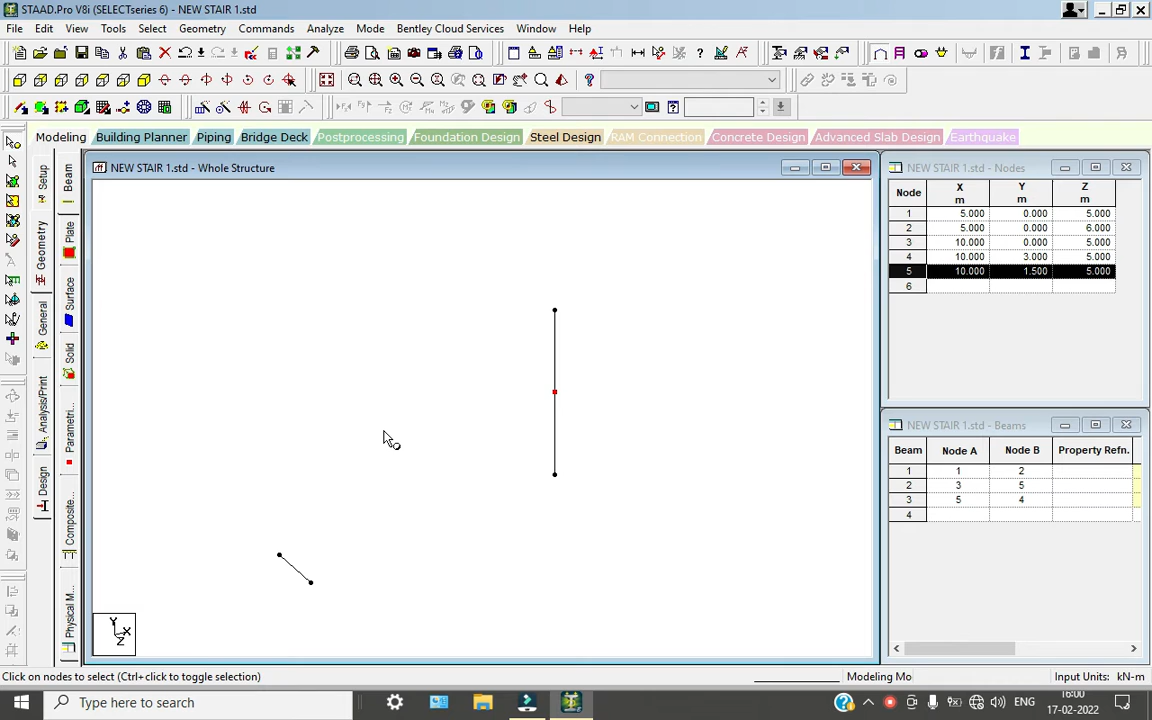 STAAD.Pro V8i (SELECTseries 6) - NEW STAIR 1.std
File Edit View Tools Select Geometry Commands Analyze Mode Bentley Cloud Services Window Help
Modeling Building Planner Piping Bridge Deck Postprocessing Foundation Design Steel Design RAM Connection Concrete Design Advanced Slab Design Earthquake
Setup
Geometry
General
Analysis/Print
Design
Beam
Plate
Surface
Solid
Parametri...
Composite...
Physical M...
NEW STAIR 1.std - Whole Structure
Y
X
Z
NEW STAIR 1.std - Nodes
Node X m Y m Z m
1 5.000 0.000 5.000
2 5.000 0.000 6.000
3 10.000 0.000 5.000
4 10.000 3.000 5.000
5 10.000 1.500 5.000
6
NEW STAIR 1.std - Beams
Beam Node A Node B Property Refn.
1 1 2
2 3 5
3 5 4
4
Click on nodes to select (Ctrl+click to toggle selection) Modeling Mo Input Units: kN-m
Type here to search
ENG
16:00
17-02-2022